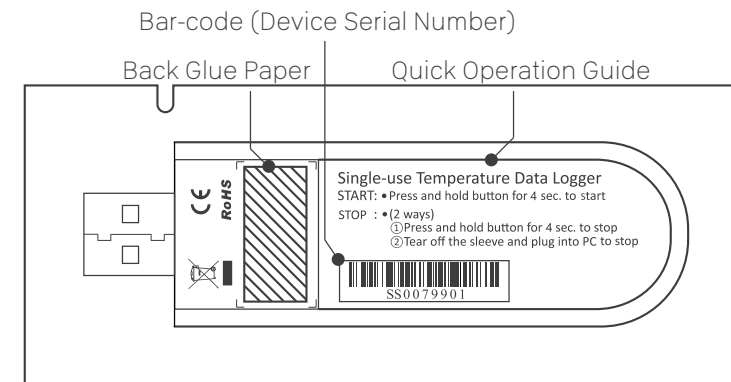 Bar-code (Device Serial Number)
Back Glue Paper
Quick Operation Guide
CE
RoHS
Single-use Temperature Data Logger
START: •Press and hold button for 4 sec. to start
STOP : •(2 ways)
①Press and hold button for 4 sec. to stop
②Tear off the sleeve and plug into PC to stop
SS0079901